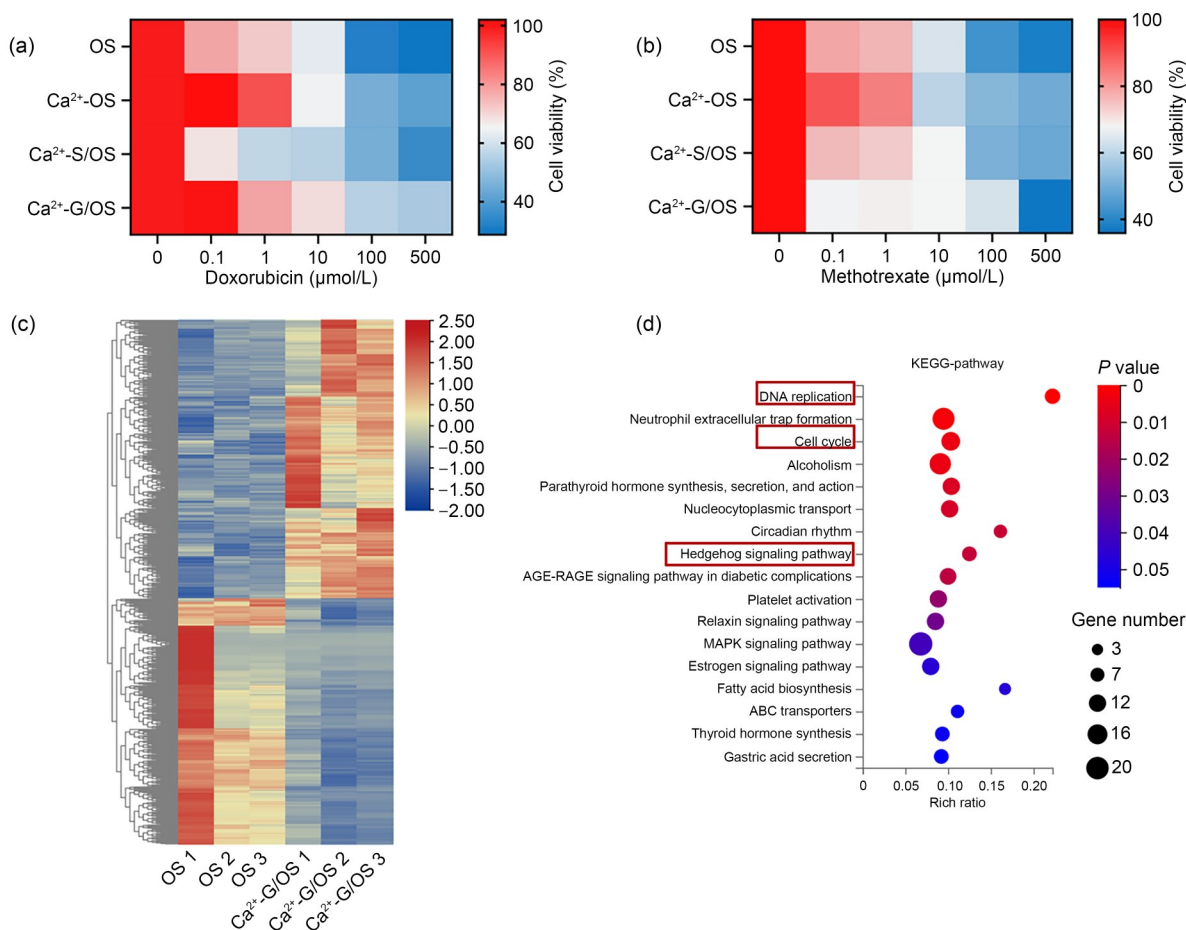 (a)
OS
Ca²⁺-OS
Ca²⁺-S/OS
Ca²⁺-G/OS
0 0.1 1 10 100 500
Doxorubicin (μmol/L)
100
80
60
40
Cell viability (%)
(b)
OS
Ca²⁺-OS
Ca²⁺-S/OS
Ca²⁺-G/OS
0 0.1 1 10 100 500
Methotrexate (μmol/L)
100
80
60
40
Cell viability (%)
(c)
2.50
2.00
1.50
1.00
0.50
0.00
−0.50
−1.00
−1.50
−2.00
OS 1 OS 2 OS 3 Ca²⁺-G/OS 1 Ca²⁺-G/OS 2 Ca²⁺-G/OS 3
(d)
KEGG-pathway
DNA replication
Neutrophil extracellular trap formation
Cell cycle
Alcoholism
Parathyroid hormone synthesis, secretion, and action
Nucleocytoplasmic transport
Circadian rhythm
Hedgehog signaling pathway
AGE-RAGE signaling pathway in diabetic complications
Platelet activation
Relaxin signaling pathway
MAPK signaling pathway
Estrogen signaling pathway
Fatty acid biosynthesis
ABC transporters
Thyroid hormone synthesis
Gastric acid secretion
0 0.05 0.10 0.15 0.20
Rich ratio
P value
0
0.01
0.02
0.03
0.04
0.05
Gene number
3
7
12
16
20